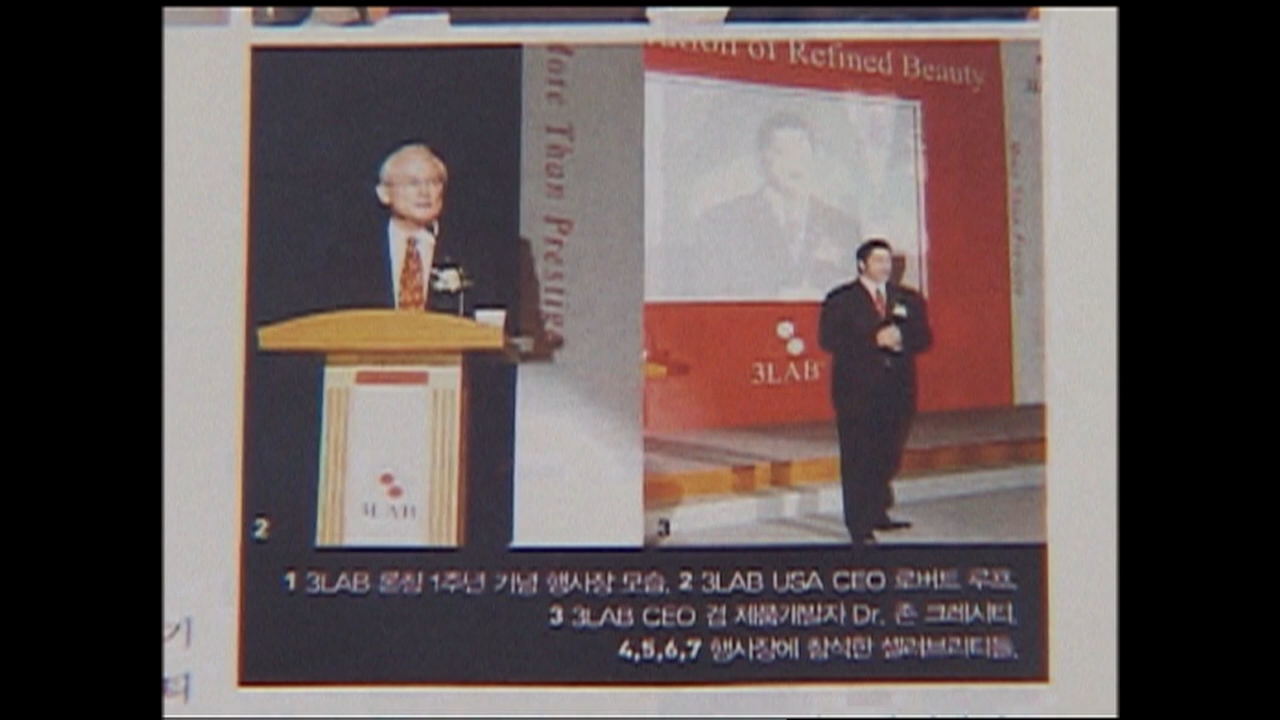 More Than Prestige
of Refined Beauty
3LAB
3LAB
2
3
1 3LAB 론칭 1주년 기념 행사장 모습. 2 3LAB USA CEO 로버트 루프.
3 3LAB CEO 겸 제품개발자 Dr. 존 그레시티.
4,5,6,7 행사장에 참석한 셀러브리티들.
기